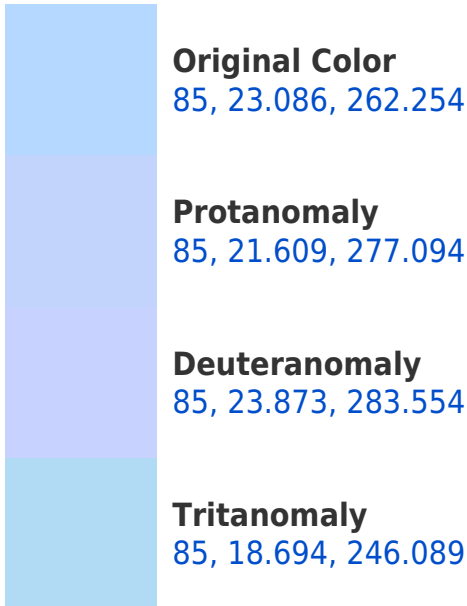 Original Color
85, 23.086, 262.254
Protanomaly
85, 21.609, 277.094
Deuteranomaly
85, 23.873, 283.554
Tritanomaly
85, 18.694, 246.089